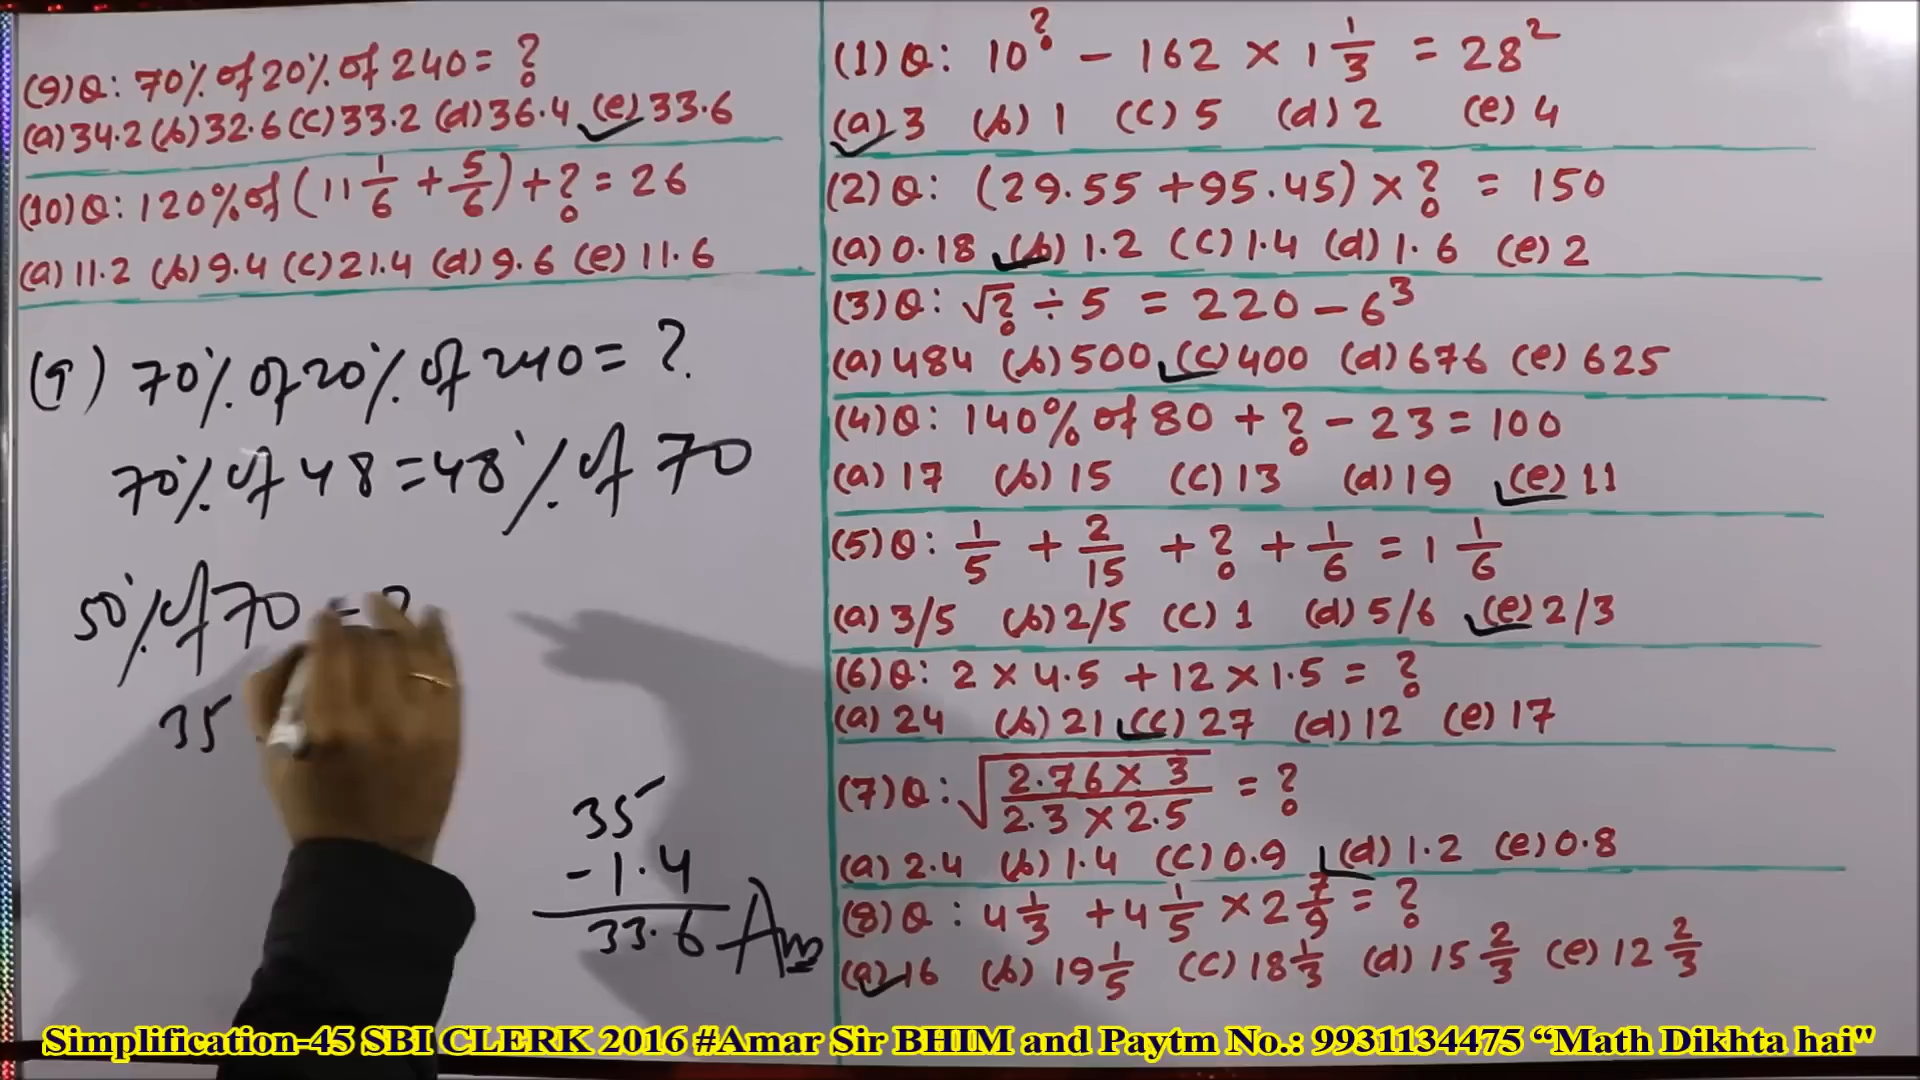 (9)Q: 70% of 20% of 240 = ?
(a)34.2 (b)32.6 (c)33.2 (d)36.4 (e)33.6
(10)Q: 120% of (11 1/6 + 5/6) + ? = 26
(a)11.2 (b)9.4 (c)21.4 (d)9.6 (e)11.6
(9) 70% of 20% of 240 = ?
70% of 48 = 48% of 70
50% of 70
35
35
-1.4
33.6 Ans
(1)Q: 10^? - 162 × 1 1/3 = 28²
(a)3 (b)1 (c)5 (d)2 (e)4
(2)Q: (29.55 + 95.45) × ? = 150
(a)0.18 (b)1.2 (c)1.4 (d)1.6 (e)2
(3)Q: √? ÷ 5 = 220 - 6³
(a)484 (b)500 (c)400 (d)676 (e)625
(4)Q: 140% of 80 + ? - 23 = 100
(a)17 (b)15 (c)13 (d)19 (e)11
(5)Q: 1/5 + 2/15 + ? + 1/6 = 1 1/6
(a)3/5 (b)2/5 (c)1 (d)5/6 (e)2/3
(6)Q: 2 × 4.5 + 12 × 1.5 = ?
(a)24 (b)21 (c)27 (d)12 (e)17
(7)Q: √(2.76 × 3 / 2.3 × 2.5) = ?
(a)2.4 (b)1.4 (c)0.9 (d)1.2 (e)0.8
(8)Q: 4 1/3 + 4 1/5 × 2 7/9 = ?
(a)16 (b)19 1/5 (c)18 1/3 (d)15 2/3 (e)12 2/3
Simplification-45 SBI CLERK 2016 #Amar Sir BHIM and Paytm No.: 9931134475 “Math Dikhta hai"